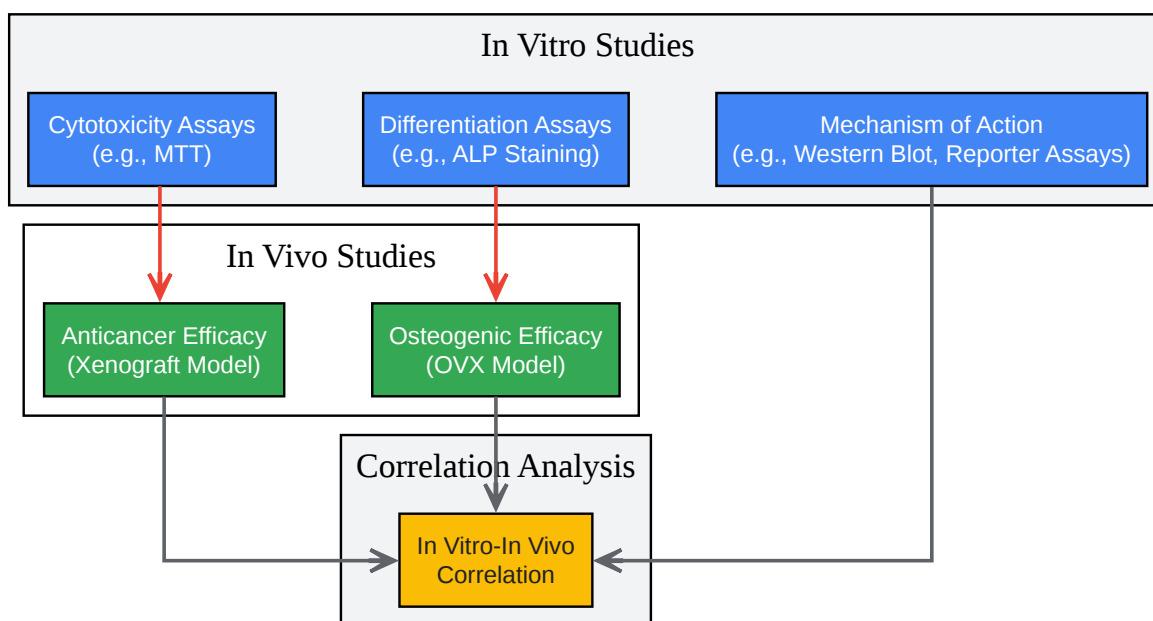 In Vitro Studies
Cytotoxicity Assays
(e.g., MTT)
Differentiation Assays
(e.g., ALP Staining)
Mechanism of Action
(e.g., Western Blot, Reporter Assays)
In Vivo Studies
Anticancer Efficacy
(Xenograft Model)
Osteogenic Efficacy
(OVX Model)
Correlation Analysis
In Vitro-In Vivo
Correlation